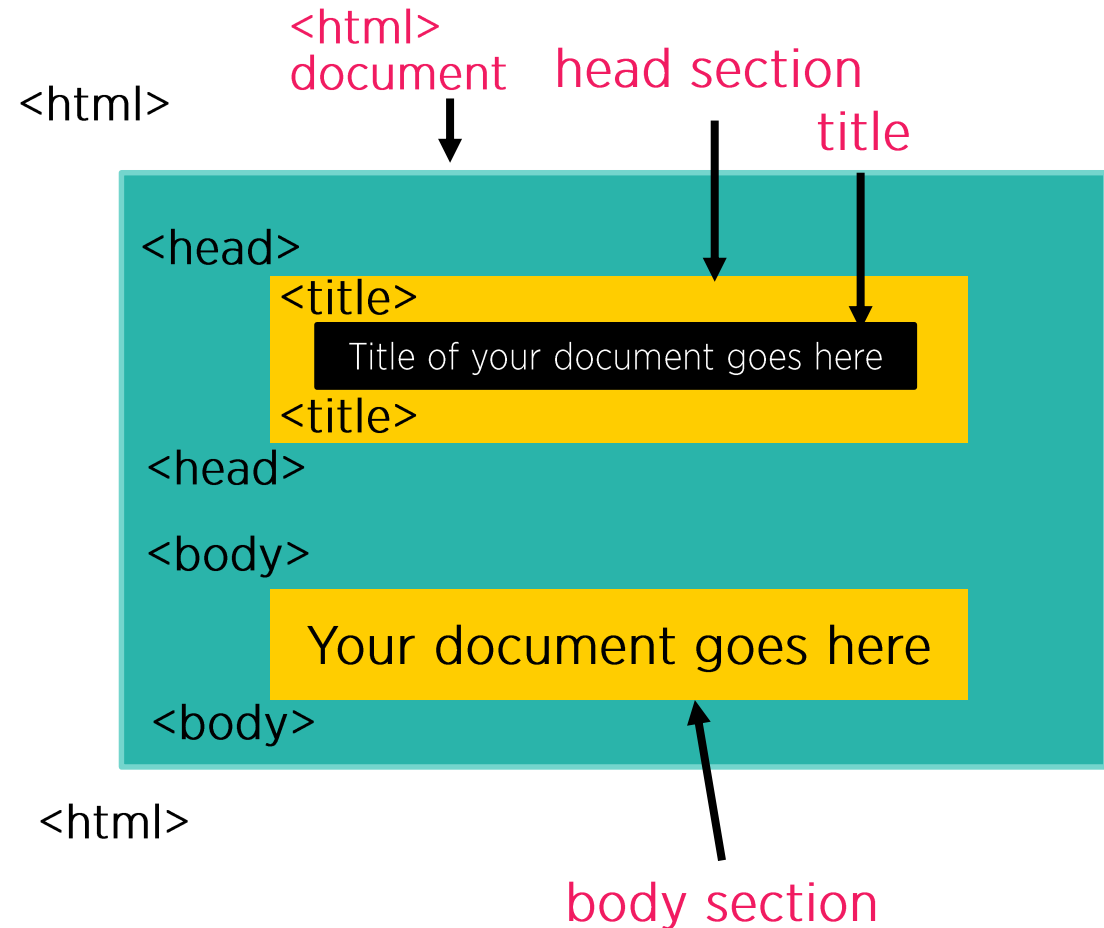 <html>
document
head section
title
<html>
<head>
<title>
Title of your document goes here
<title>
<head>
<body>
Your document goes here
<body>
<html>
body section